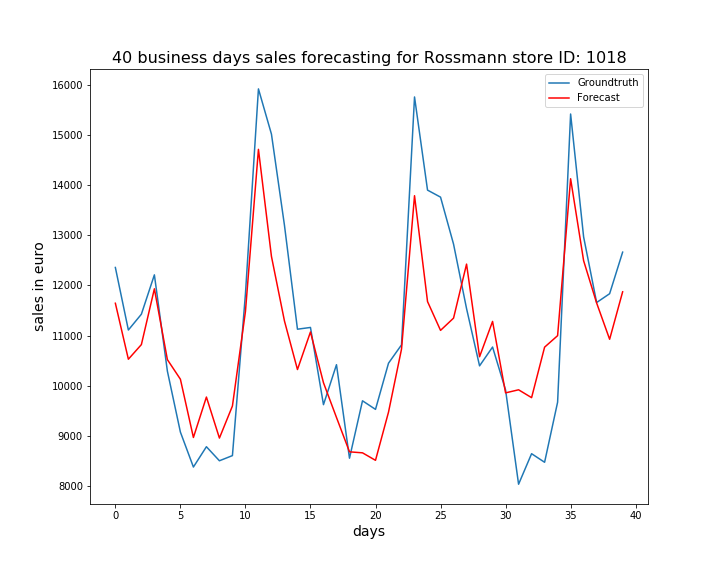 40 business days sales forecasting for Rossmann store ID: 1018
Groundtruth
Forecast
sales in euro
16000
15000
14000
13000
12000
11000
10000
9000
8000
0 5 10 15 20 25 30 35 40
days